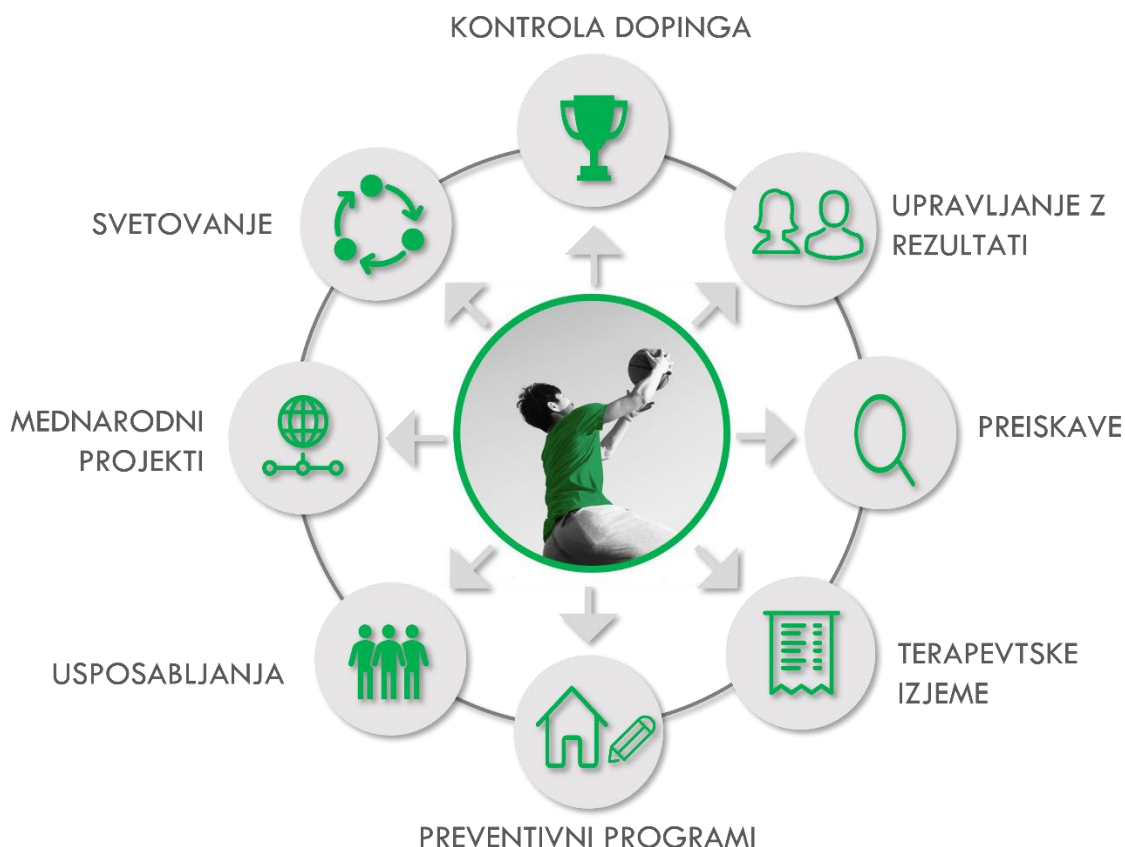 KONTROLA DOPINGA
UPRAVLJANJE Z
REZULTATI
PREISKAVE
TERAPEVTSKE
IZJEME
PREVENTIVNI PROGRAMI
USPOSABLJANJA
MEDNARODNI
PROJEKTI
SVETOVANJE